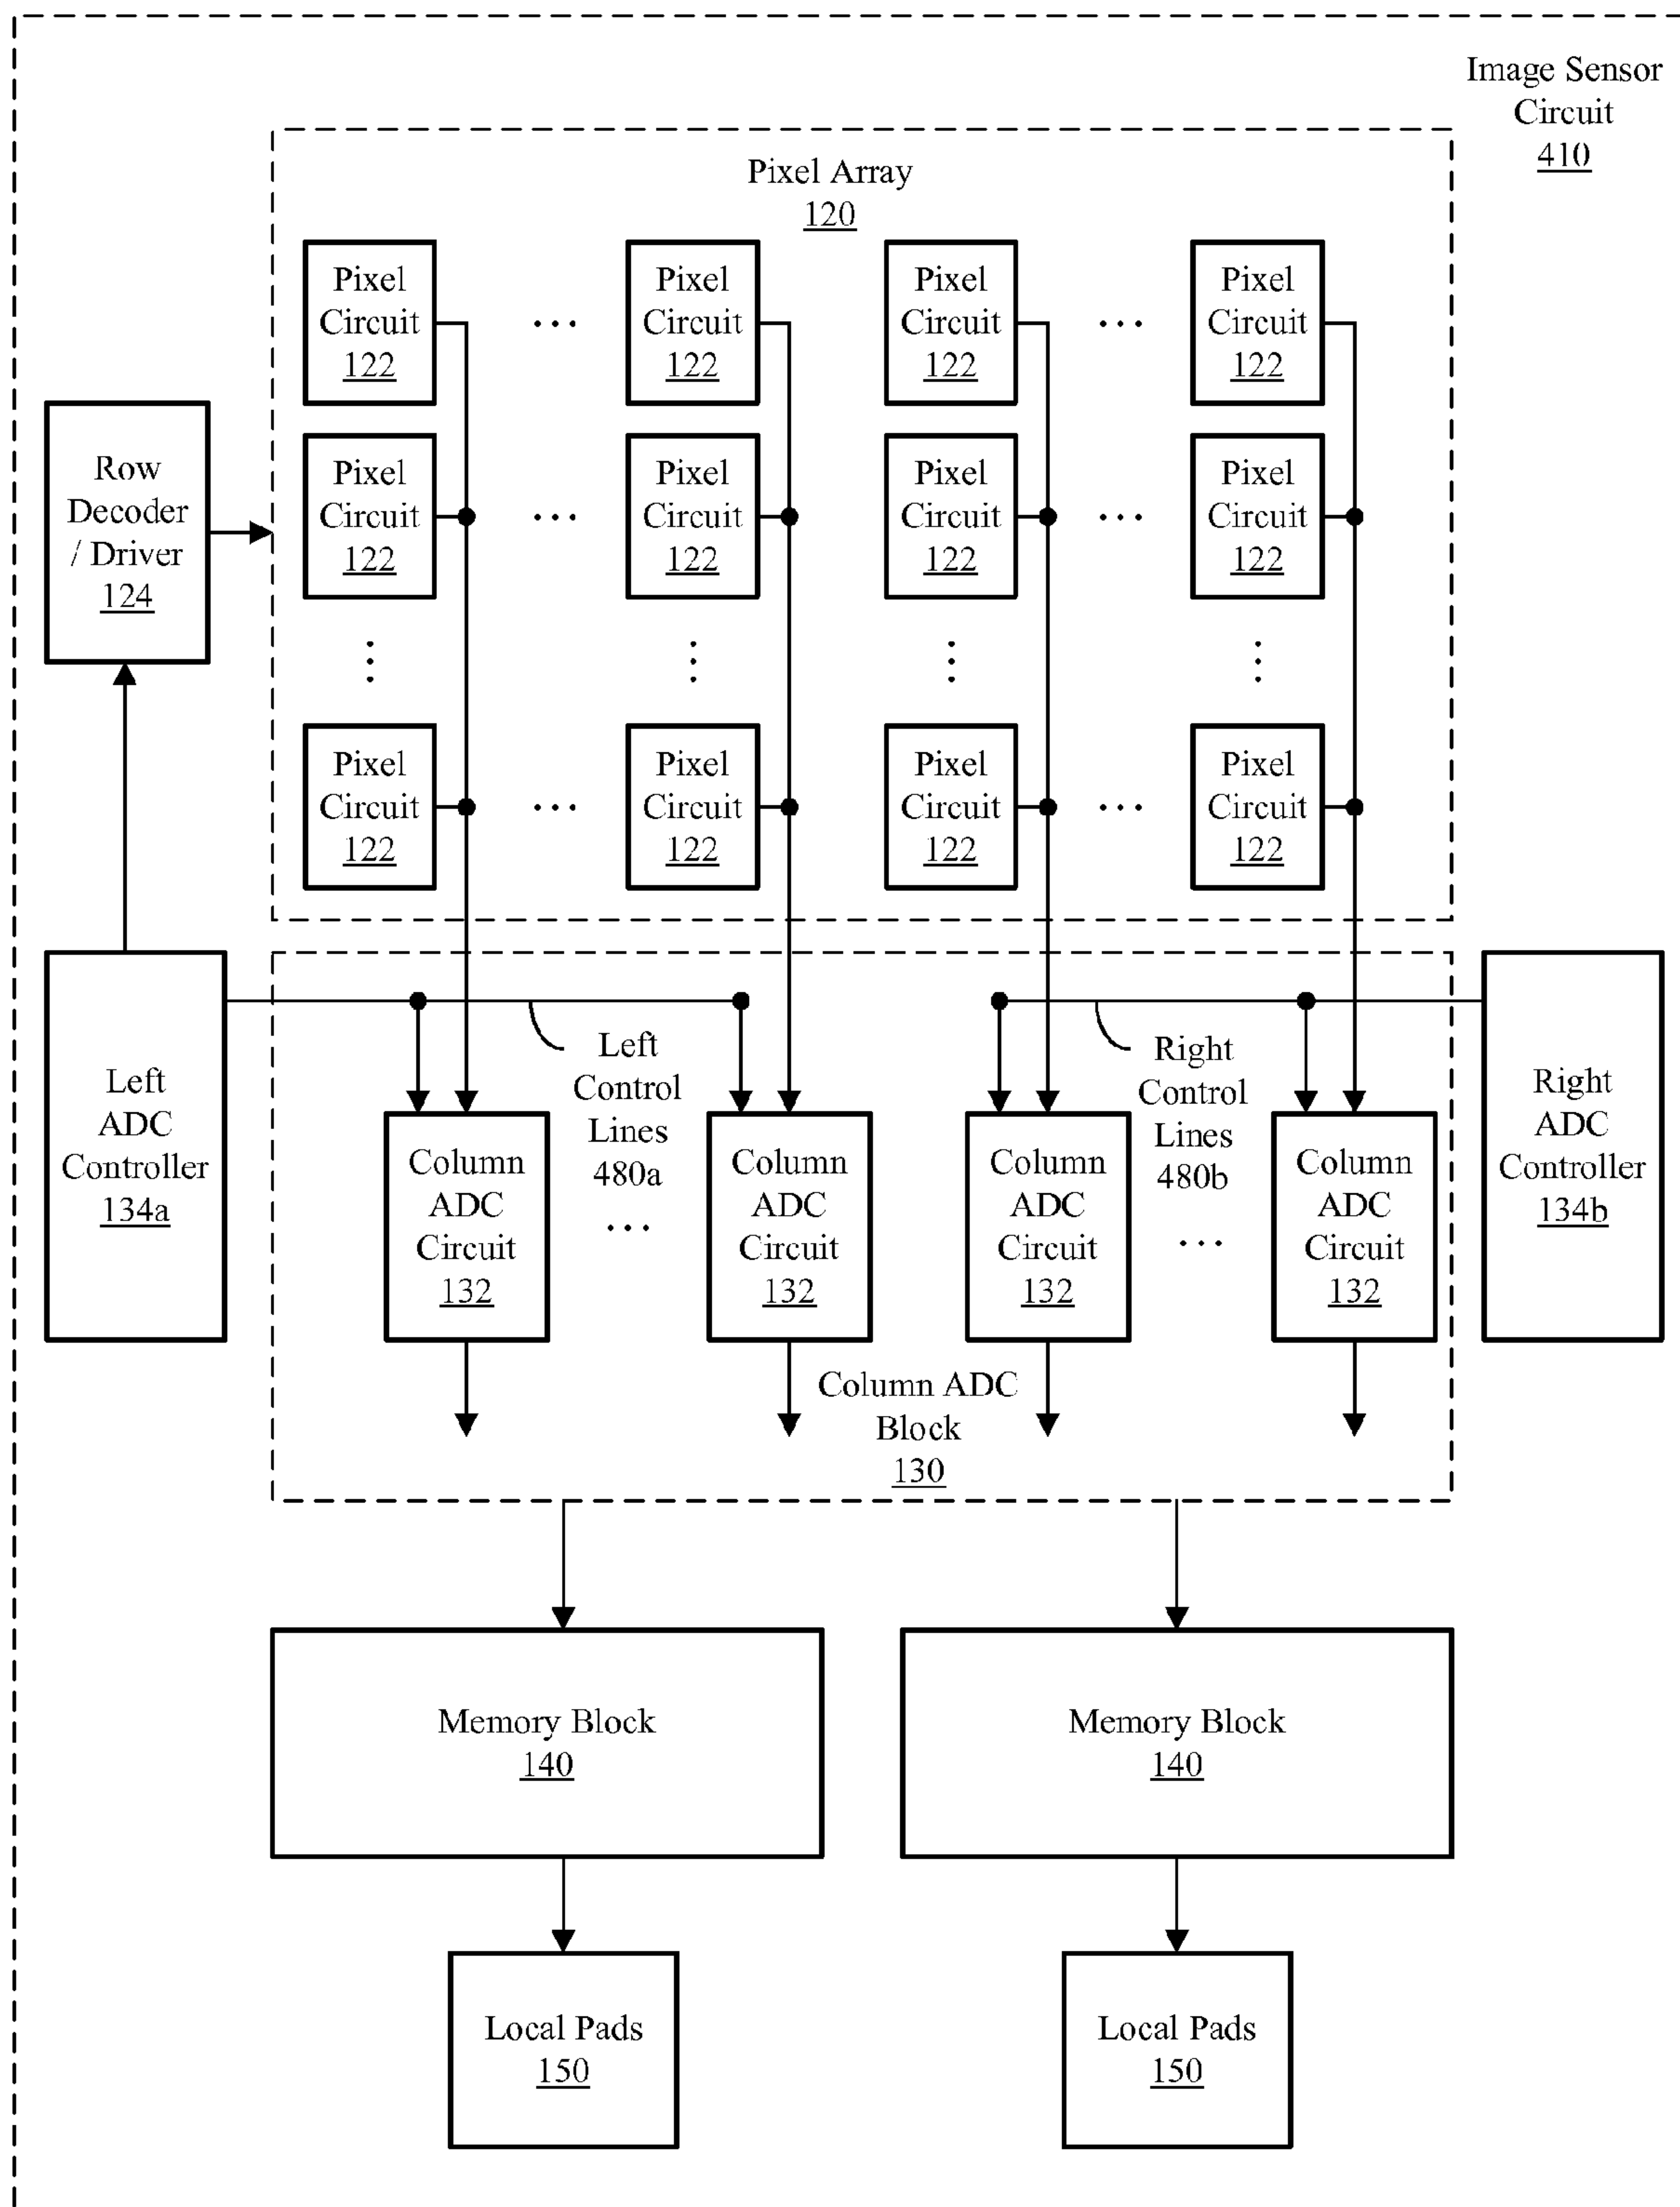 Image Sensor
Circuit
410
Pixel Array
120
Pixel
Circuit
122
...
Pixel
Circuit
122
Pixel
Circuit
122
...
Pixel
Circuit
122
Row
Decoder
/ Driver
124
Pixel
Circuit
122
...
Pixel
Circuit
122
Pixel
Circuit
122
...
Pixel
Circuit
122
Pixel
Circuit
122
...
Pixel
Circuit
122
Pixel
Circuit
122
...
Pixel
Circuit
122
Left
ADC
Controller
134a
Left
Control
Lines
480a
...
Right
Control
Lines
480b
...
Right
ADC
Controller
134b
Column
ADC
Circuit
132
Column
ADC
Circuit
132
Column
ADC
Circuit
132
Column
ADC
Circuit
132
Column ADC
Block
130
Memory Block
140
Memory Block
140
Local Pads
150
Local Pads
150